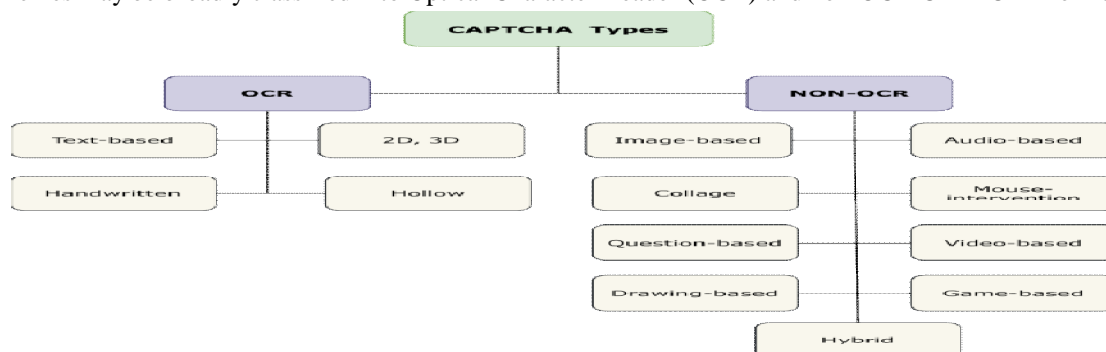 CAPTCHA Types
OCR
NON-OCR
Text-based
2D, 3D
Image-based
Audio-based
Handwritten
Hollow
Collage
Mouse-
intervention
Question-based
Video-based
Drawing-based
Game-based
Hybrid